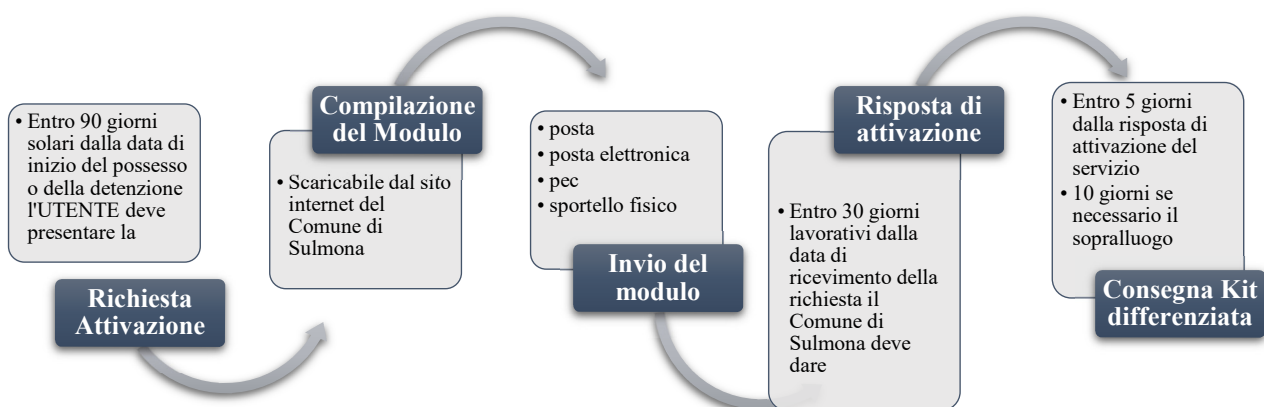 • Entro 90 giorni
solari dalla data di
inizio del possesso
o della detenzione
l'UTENTE deve
presentare la
Richiesta
Attivazione
Compilazione
del Modulo
• Scaricabile dal sito
internet del
Comune di
Sulmona
• posta
• posta elettronica
• pec
• sportello fisico
Invio del
modulo
Risposta di
attivazione
• Entro 30 giorni
lavorativi dalla
data di
ricevimento della
richiesta il
Comune di
Sulmona deve
dare
• Entro 5 giorni
dalla risposta di
attivazione del
servizio
• 10 giorni se
necessario il
sopralluogo
Consegna Kit
differenziata